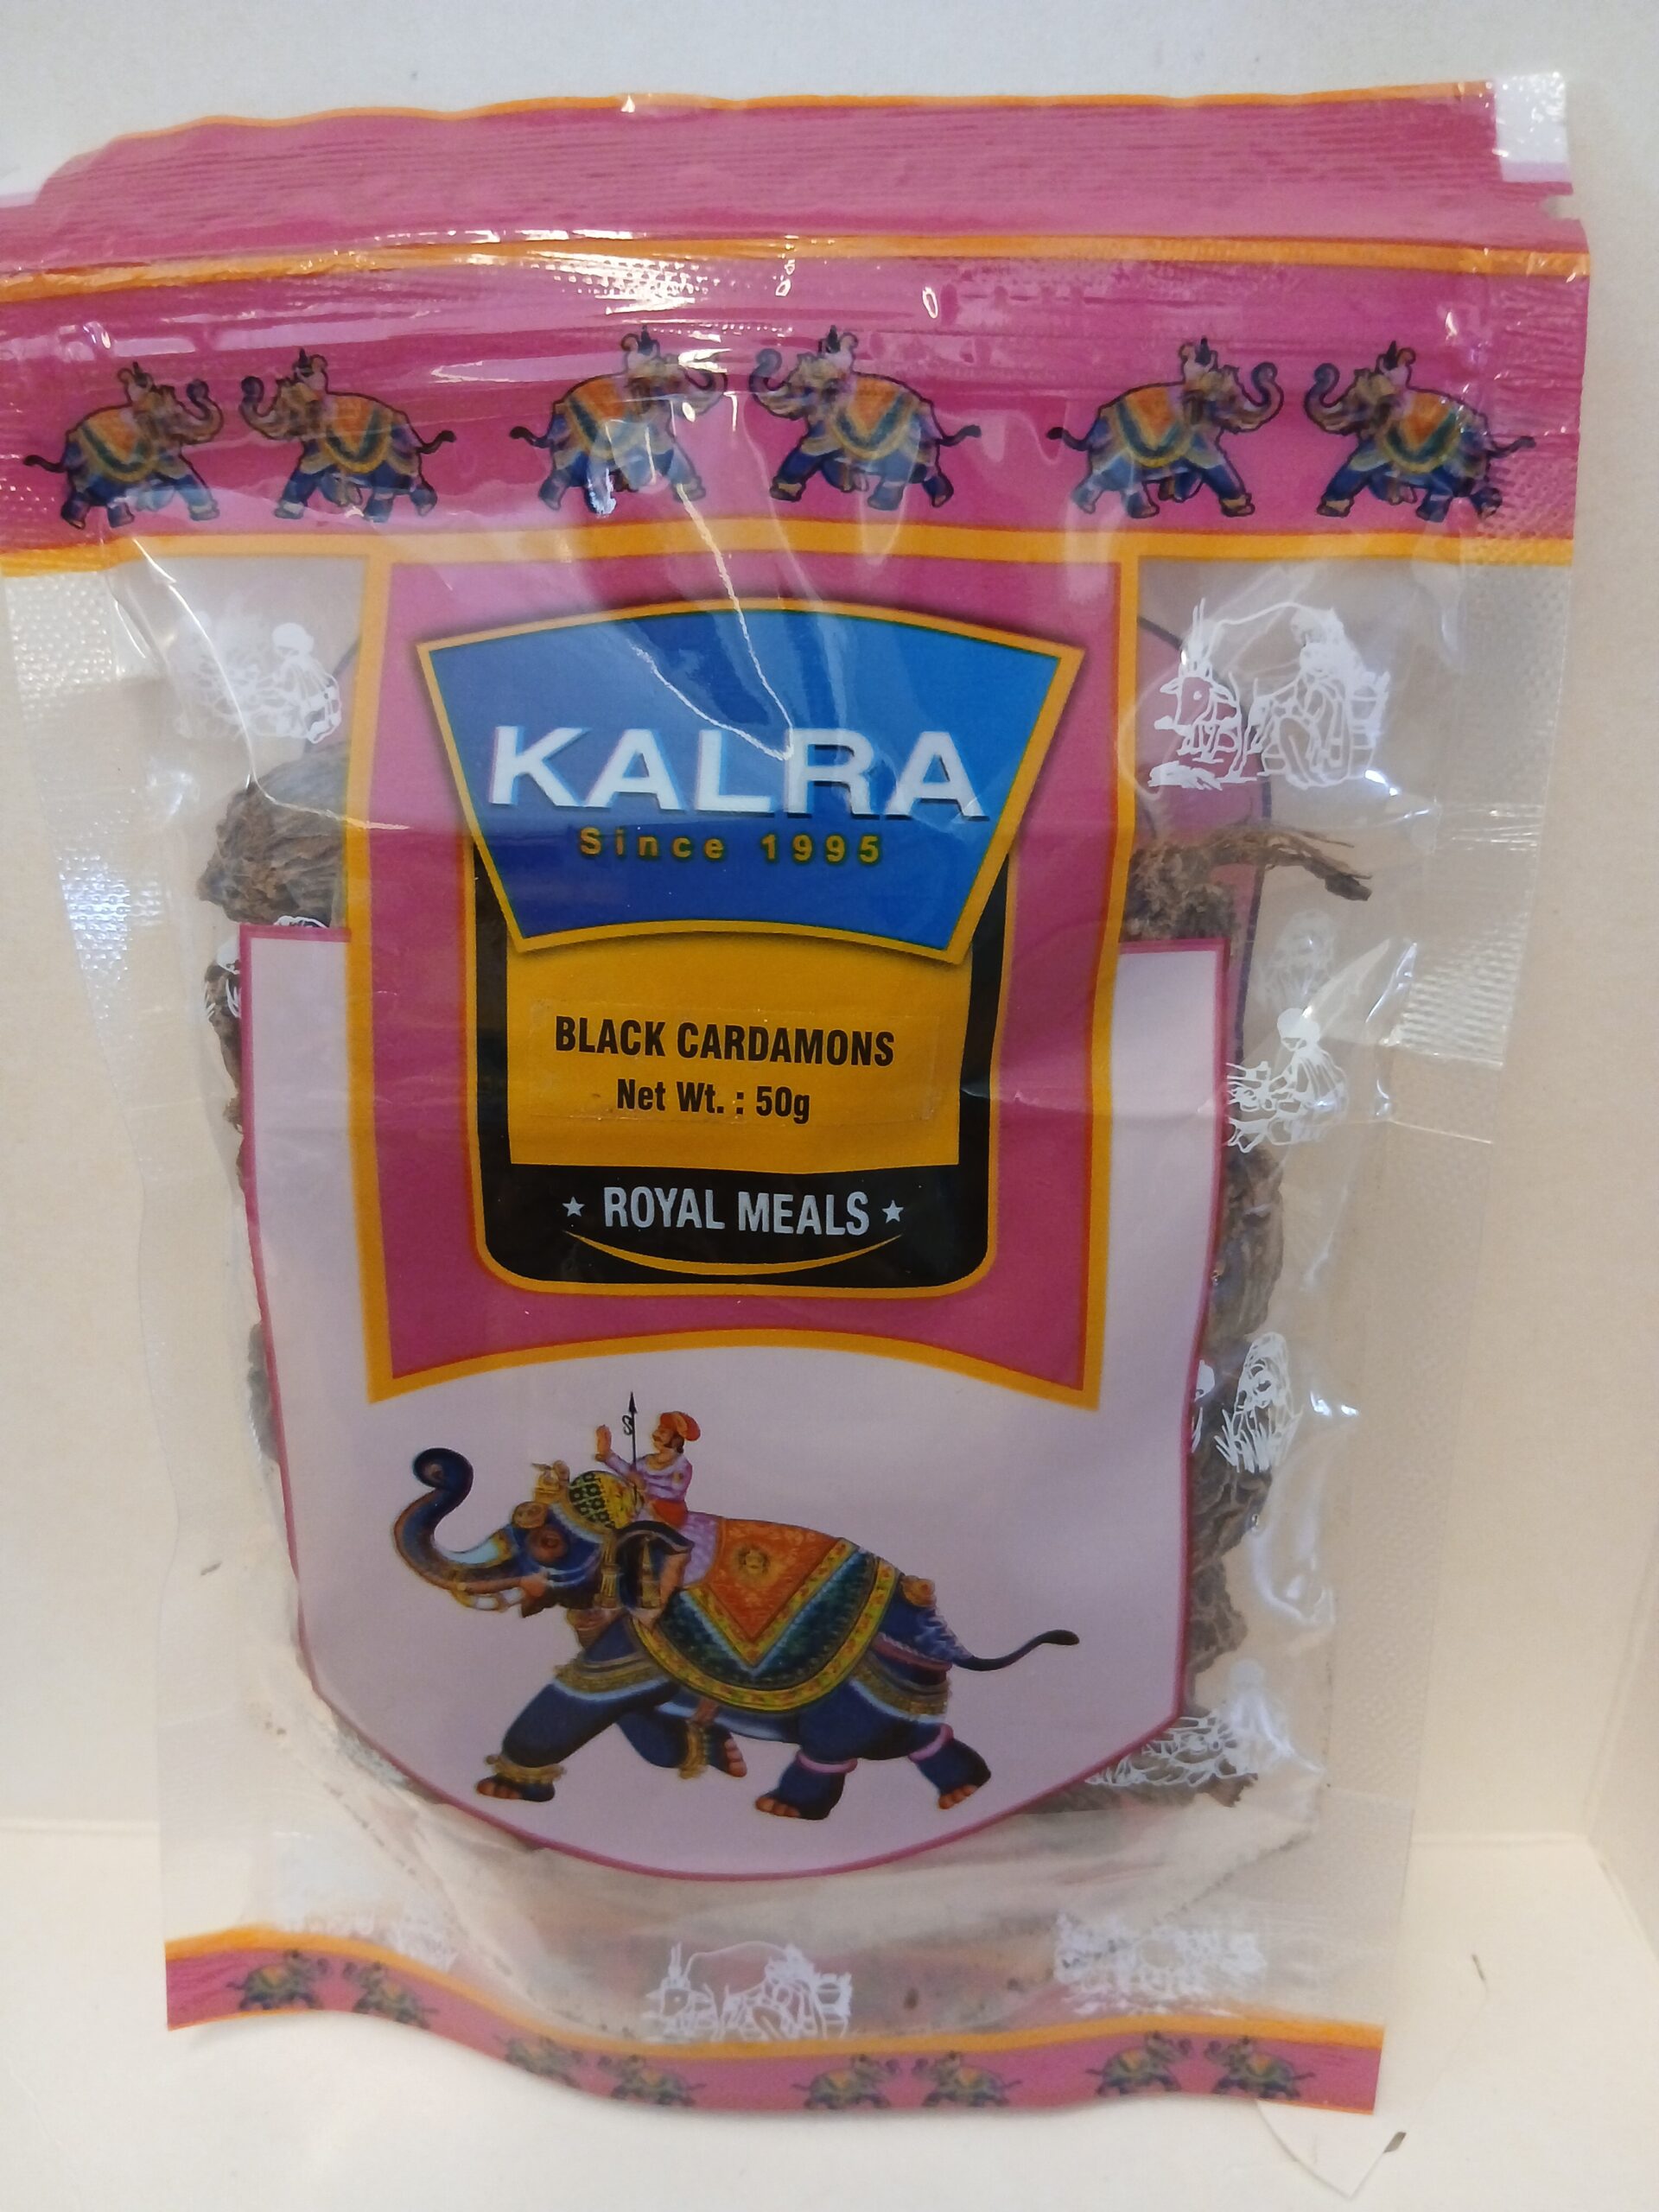 KALRA
Since 1995
BLACK CARDAMONS
Net Wt. : 50g
ROYAL MEALS